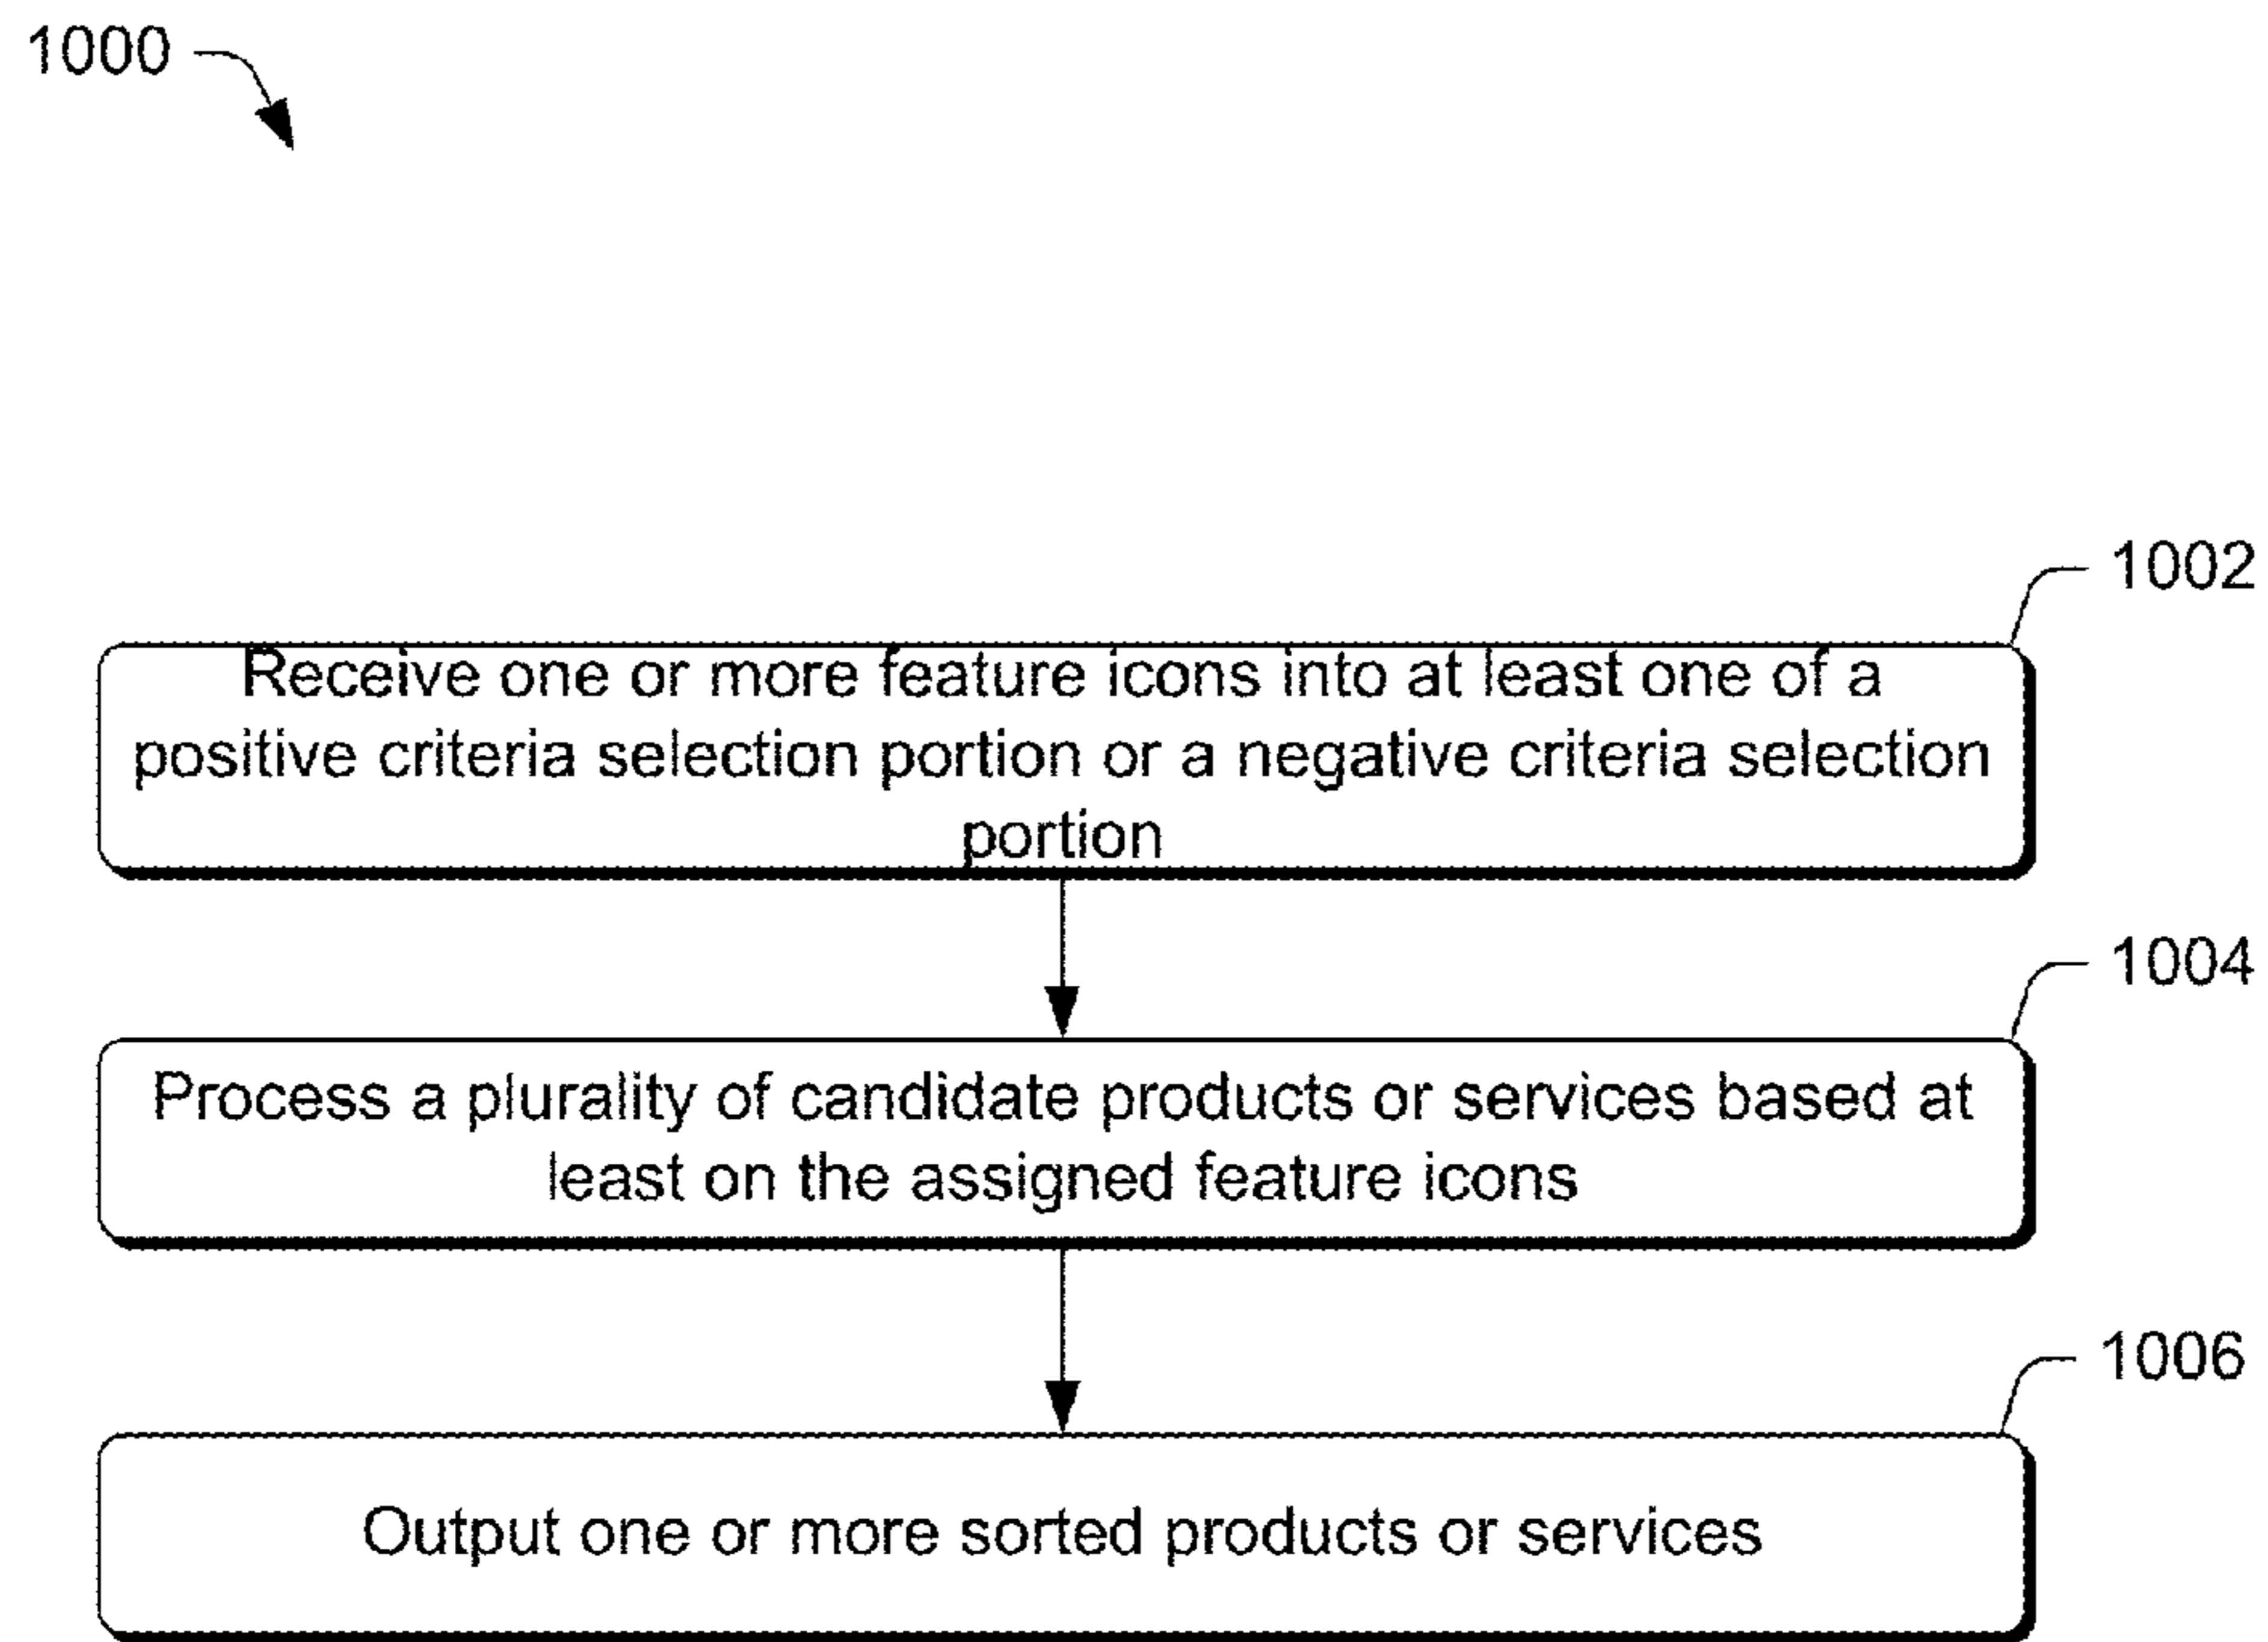 1000
1002
Receive one or more feature icons into at least one of a
positive criteria selection portion or a negative criteria selection
portion
1004
Process a plurality of candidate products or services based at
least on the assigned feature icons
1006
Output one or more sorted products or services